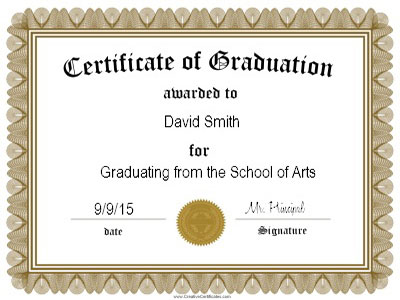 Certificate of Graduation
awarded to
David Smith
for
Graduating from the School of Arts
9/9/15 Mr. Principal
date Signature
www.CreativeCertificates.com